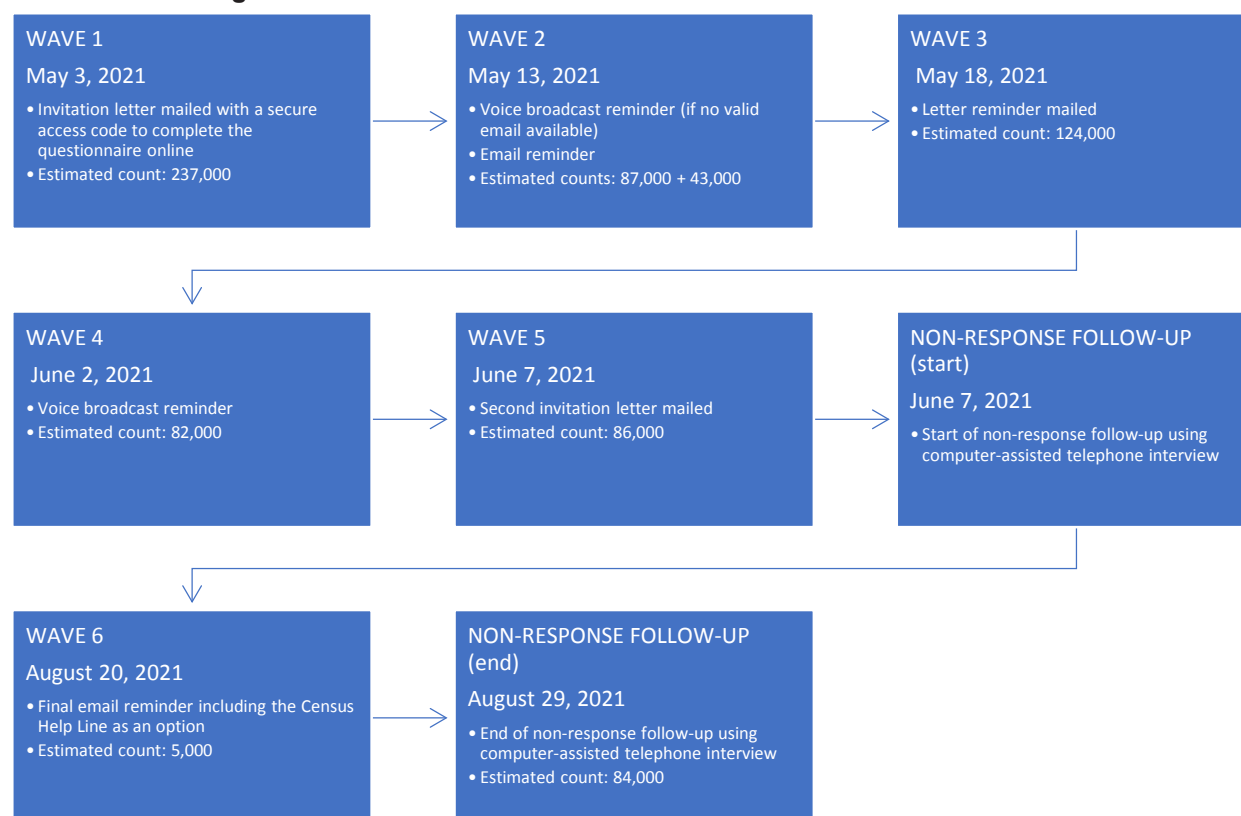 WAVE 1
May 3, 2021
• Invitation letter mailed with a secure
access code to complete the
questionnaire online
• Estimated count: 237,000
WAVE 2
May 13, 2021
• Voice broadcast reminder (if no valid
email available)
• Email reminder
• Estimated counts: 87,000 + 43,000
WAVE 3
May 18, 2021
• Letter reminder mailed
• Estimated count: 124,000
WAVE 4
June 2, 2021
• Voice broadcast reminder
• Estimated count: 82,000
WAVE 5
June 7, 2021
• Second invitation letter mailed
• Estimated count: 86,000
NON-RESPONSE FOLLOW-UP
(start)
June 7, 2021
• Start of non-response follow-up using
computer-assisted telephone interview
WAVE 6
August 20, 2021
• Final email reminder including the Census
Help Line as an option
• Estimated count: 5,000
NON-RESPONSE FOLLOW-UP
(end)
August 29, 2021
• End of non-response follow-up using
computer-assisted telephone interview
• Estimated count: 84,000